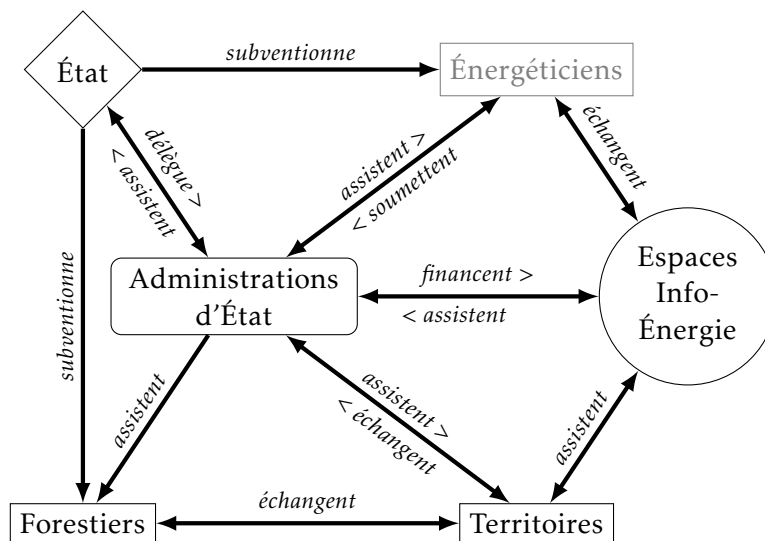 État
subventionne
Énergéticiens
délègue >
< assistent
assistent >
< soumettent
échangent
subventionne
Administrations
d'État
financent >
< assistent
Espaces
Info-
Énergie
assistent
assistent >
< échangent
assistent
Forestiers
échangent
Territoires